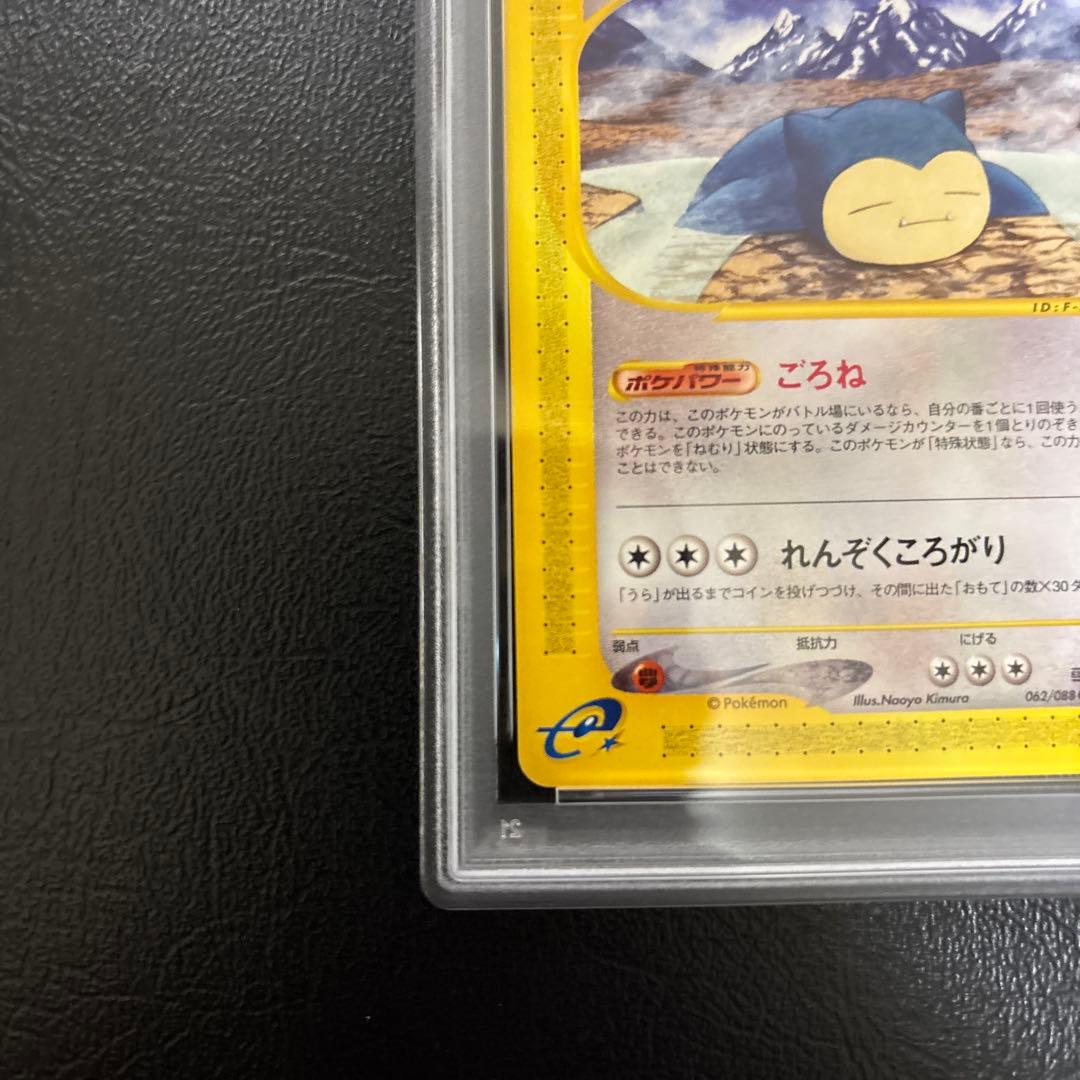 ID:F-
特殊能力
ポケパワー ごろね
この力は、このポケモンがバトル場にいるなら、自分の番ごとに1回使う
できる。このポケモンにのっているダメージカウンターを1個とりのぞき
ポケモンを「ねむり」状態にする。このポケモンが「特殊状態」なら、この力
ことはできない。
れんぞくころがり
「うら」が出るまでコインを投げつづけ、その間に出た「おもて」の数×30ダ
弱点 抵抗力 にげる
闘
©Pokémon Illus.Naoyo Kimura 062/088
e
21